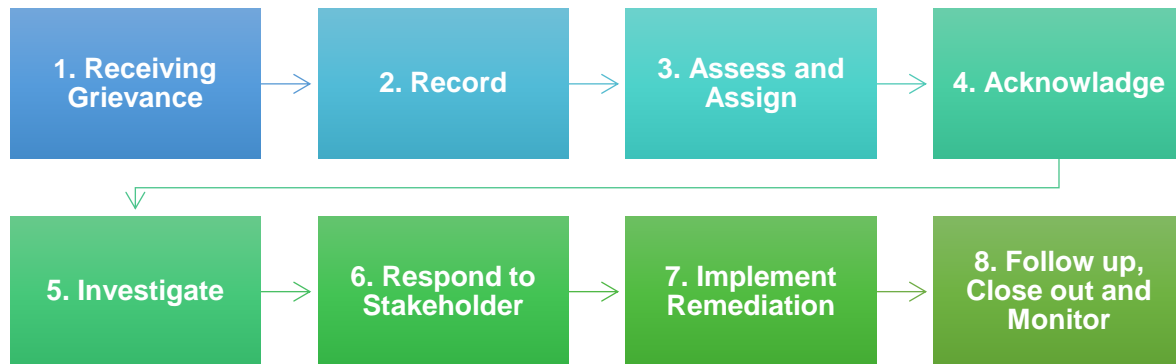 1. Receiving
Grievance
2. Record
3. Assess and
Assign
4. Acknowladge
5. Investigate
6. Respond to
Stakeholder
7. Implement
Remediation
8. Follow up,
Close out and
Monitor